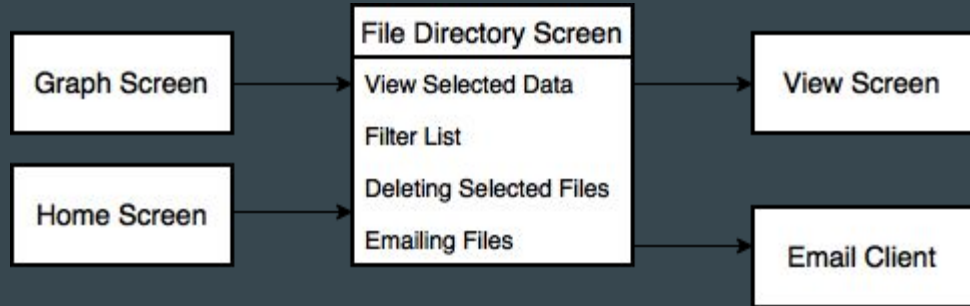 Graph Screen
Home Screen
File Directory Screen
View Selected Data
Filter List
Deleting Selected Files
Emailing Files
View Screen
Email Client